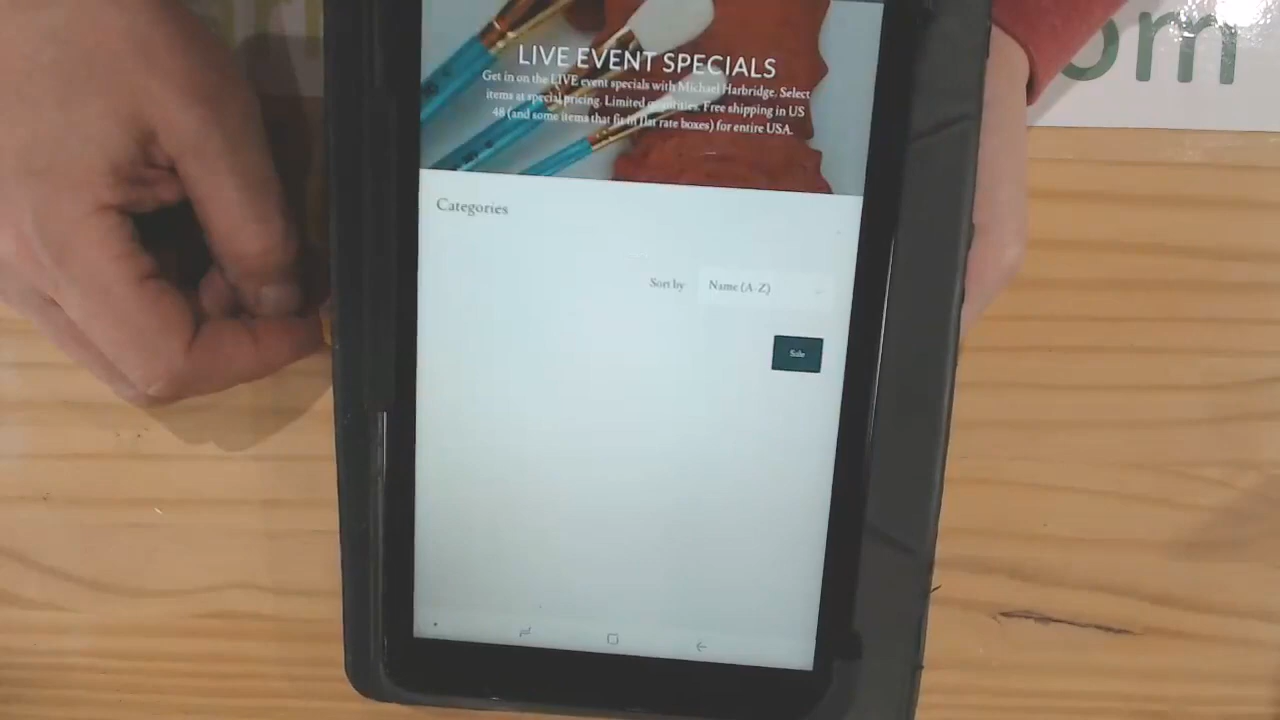 om
LIVE EVENT SPECIALS
Get in on the LIVE event specials with Michael Harbridge. Select
items at special pricing. Limited quantities. Free shipping in US
48 (and some items that fit in flat rate boxes) for entire USA.
Categories
Sort by Name (A-Z)
Sale